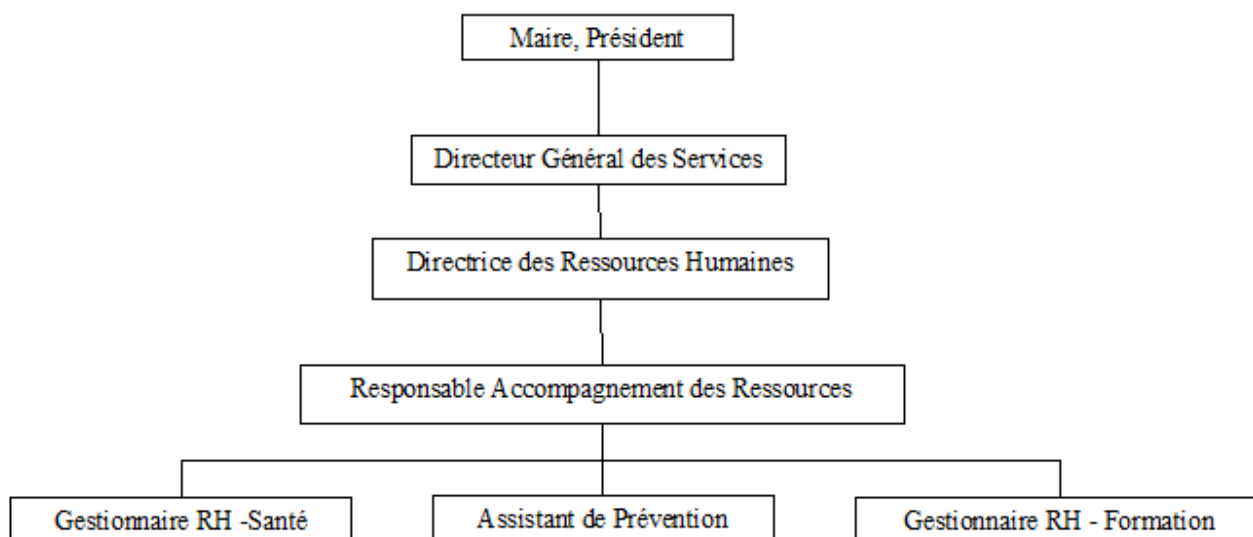 Maire, Président
Directeur Général des Services
Directrice des Ressources Humaines
Responsable Accompagnement des Ressources
Gestionnaire RH -Santé
Assistant de Prévention
Gestionnaire RH - Formation